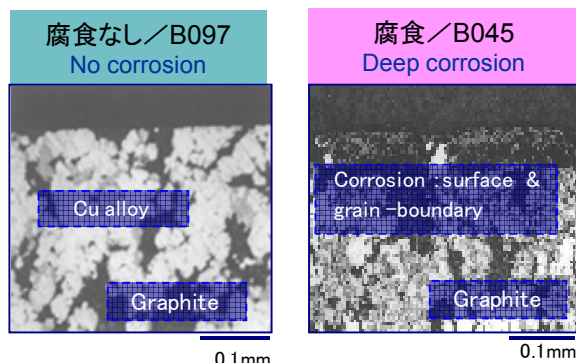 腐食なし／B097
No corrosion
腐食／B045
Deep corrosion
Cu alloy
Graphite
0.1mm
Corrosion :surface &
grain-boundary
Graphite
0.1mm